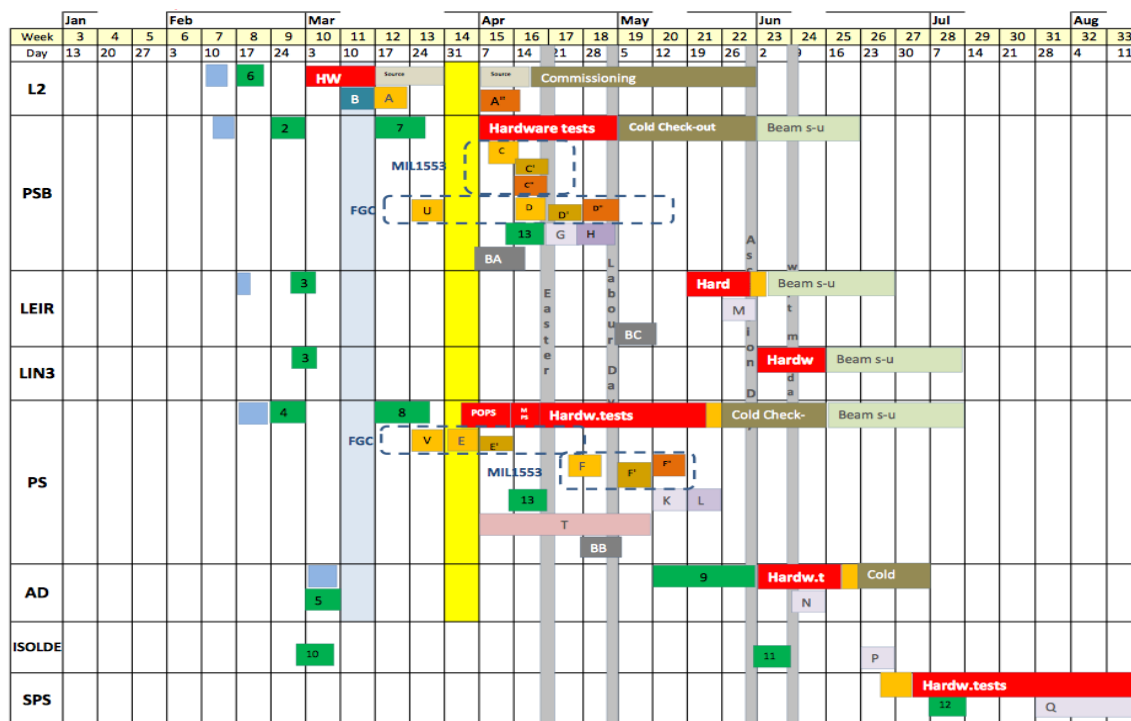 Jan Feb Mar Apr May Jun Jul Aug
Week 3 4 5 6 7 8 9 10 11 12 13 14 15 16 17 18 19 20 21 22 23 24 25 26 27 28 29 30 31 32 33
Day 13 20 27 3 10 17 24 3 10 17 24 31 7 14 21 28 5 12 19 26 2 9 16 23 30 7 14 21 28 4 11
L2 6 HW Source Source Commissioning
B A A"
PSB 2 7 Hardware tests Cold Check-out Beam s-u
C
MIL1553 C'
C"
FGC U D D' D"
13 G H
BA
Easter
Labour Da
LEIR 3 Hard Beam s-u
M
BC
LIN3 3 Hardw Beam s-u
PS 4 8 POPS MPS Hardw.tests Cold Check- Beam s-u
FGC V E E'
MIL1553 F F' F"
13 K L
T
BB
AD 9 Hardw.t Cold
5 N
ISOLDE 10 11 P
SPS Hardw.tests
12 Q